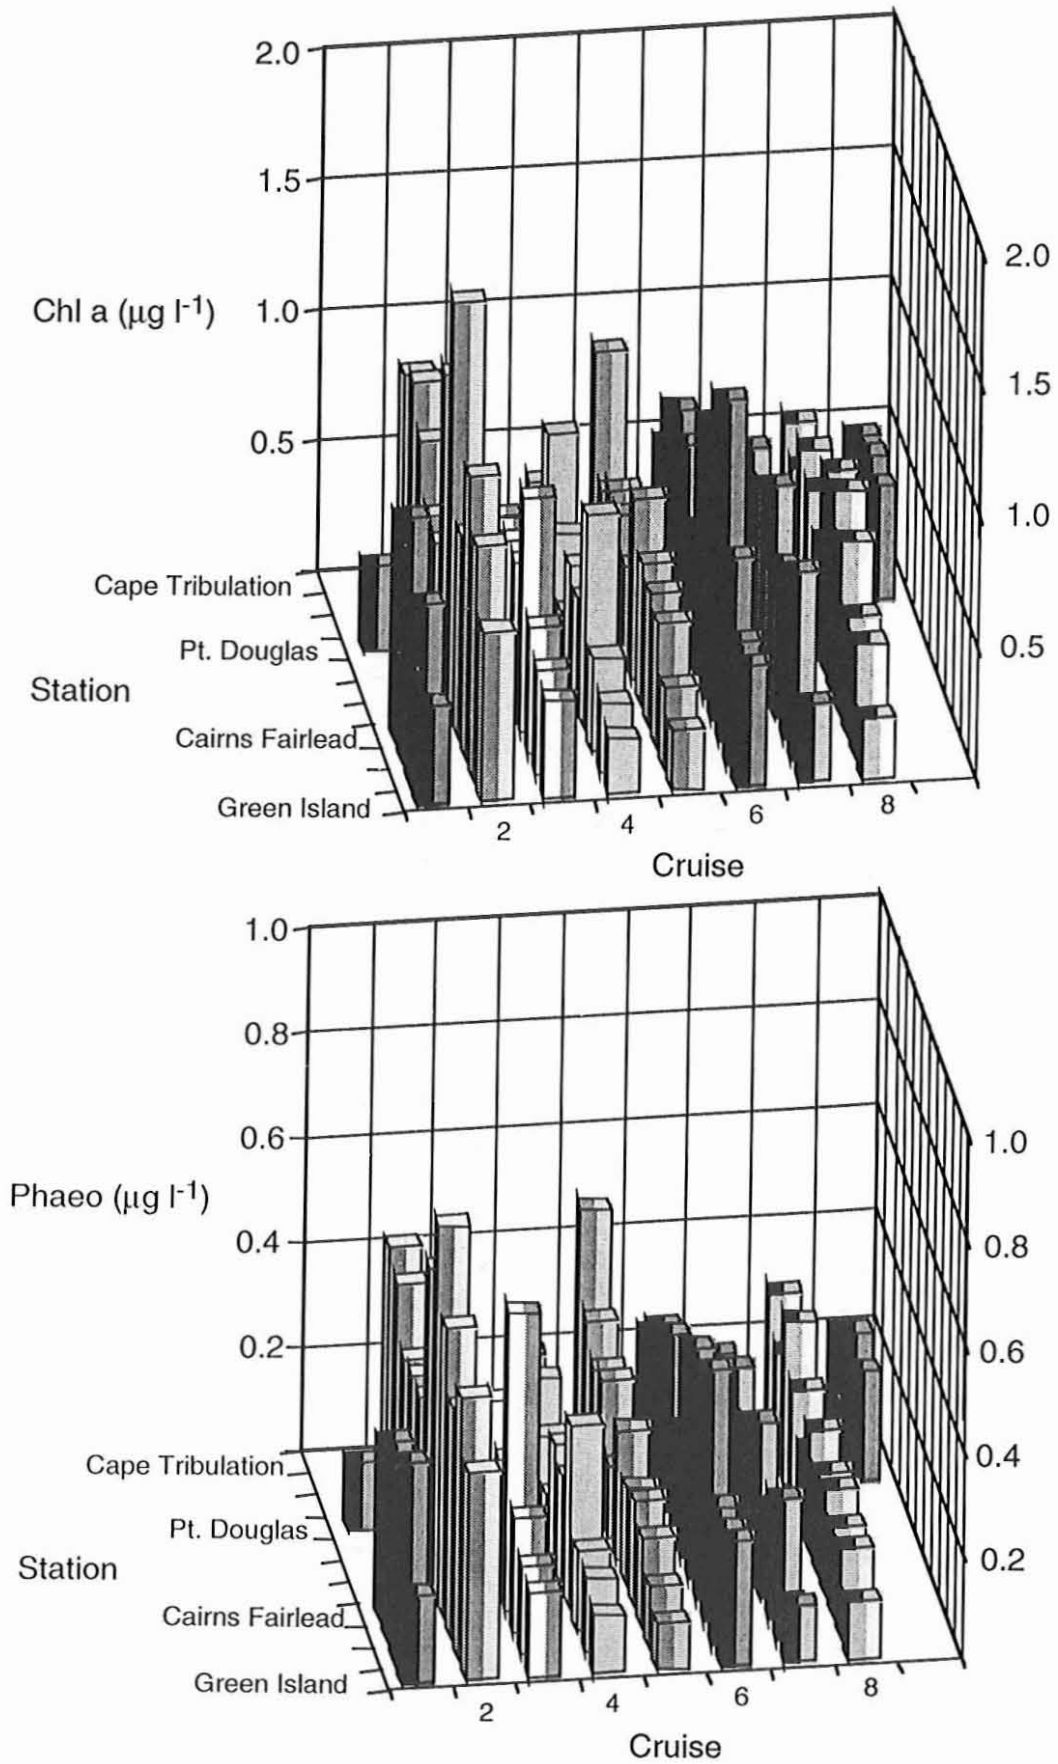 2.0
1.5
Chl a (µg l-1)
1.0
0.5
2.0
1.5
1.0
0.5
Cape Tribulation
Pt. Douglas
Station
Cairns Fairlead
Green Island
2
4
6
8
Cruise
1.0
0.8
0.6
Phaeo (µg l-1)
0.4
0.2
1.0
0.8
0.6
0.4
0.2
Cape Tribulation
Pt. Douglas
Station
Cairns Fairlead
Green Island
2
4
6
8
Cruise